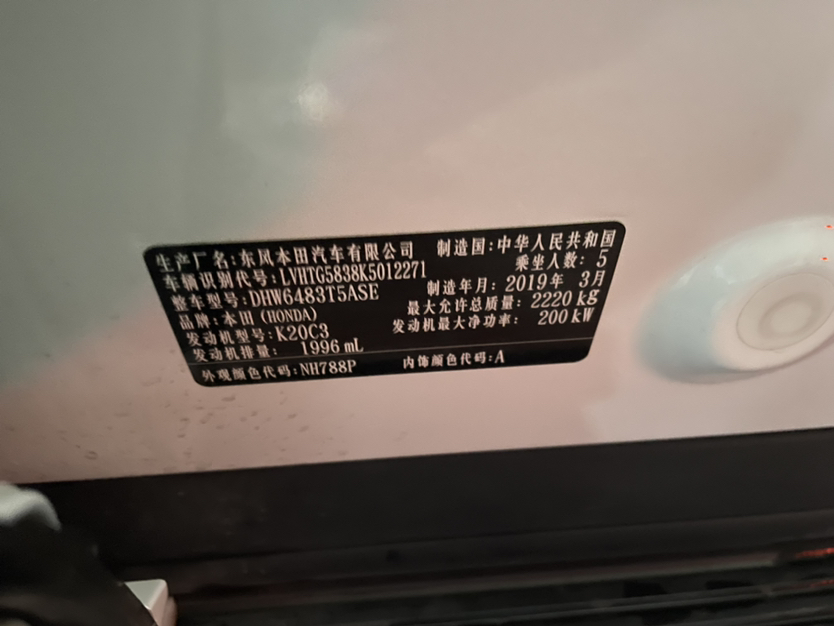 生产厂名:东风本田汽车有限公司 制造国:中华人民共和国
车辆识别代号:LVHTG5838K5012271 乘坐人数: 5
整车型号:DHW6483T5ASE 制造年月: 2019年 3月
品牌:本田(HONDA) 最大允许总质量: 2220 kg
发动机型号:K20C3 发动机最大净功率: 200 kW
发动机排量: 1996 mL
外观颜色代码:NH788P 内饰颜色代码:A